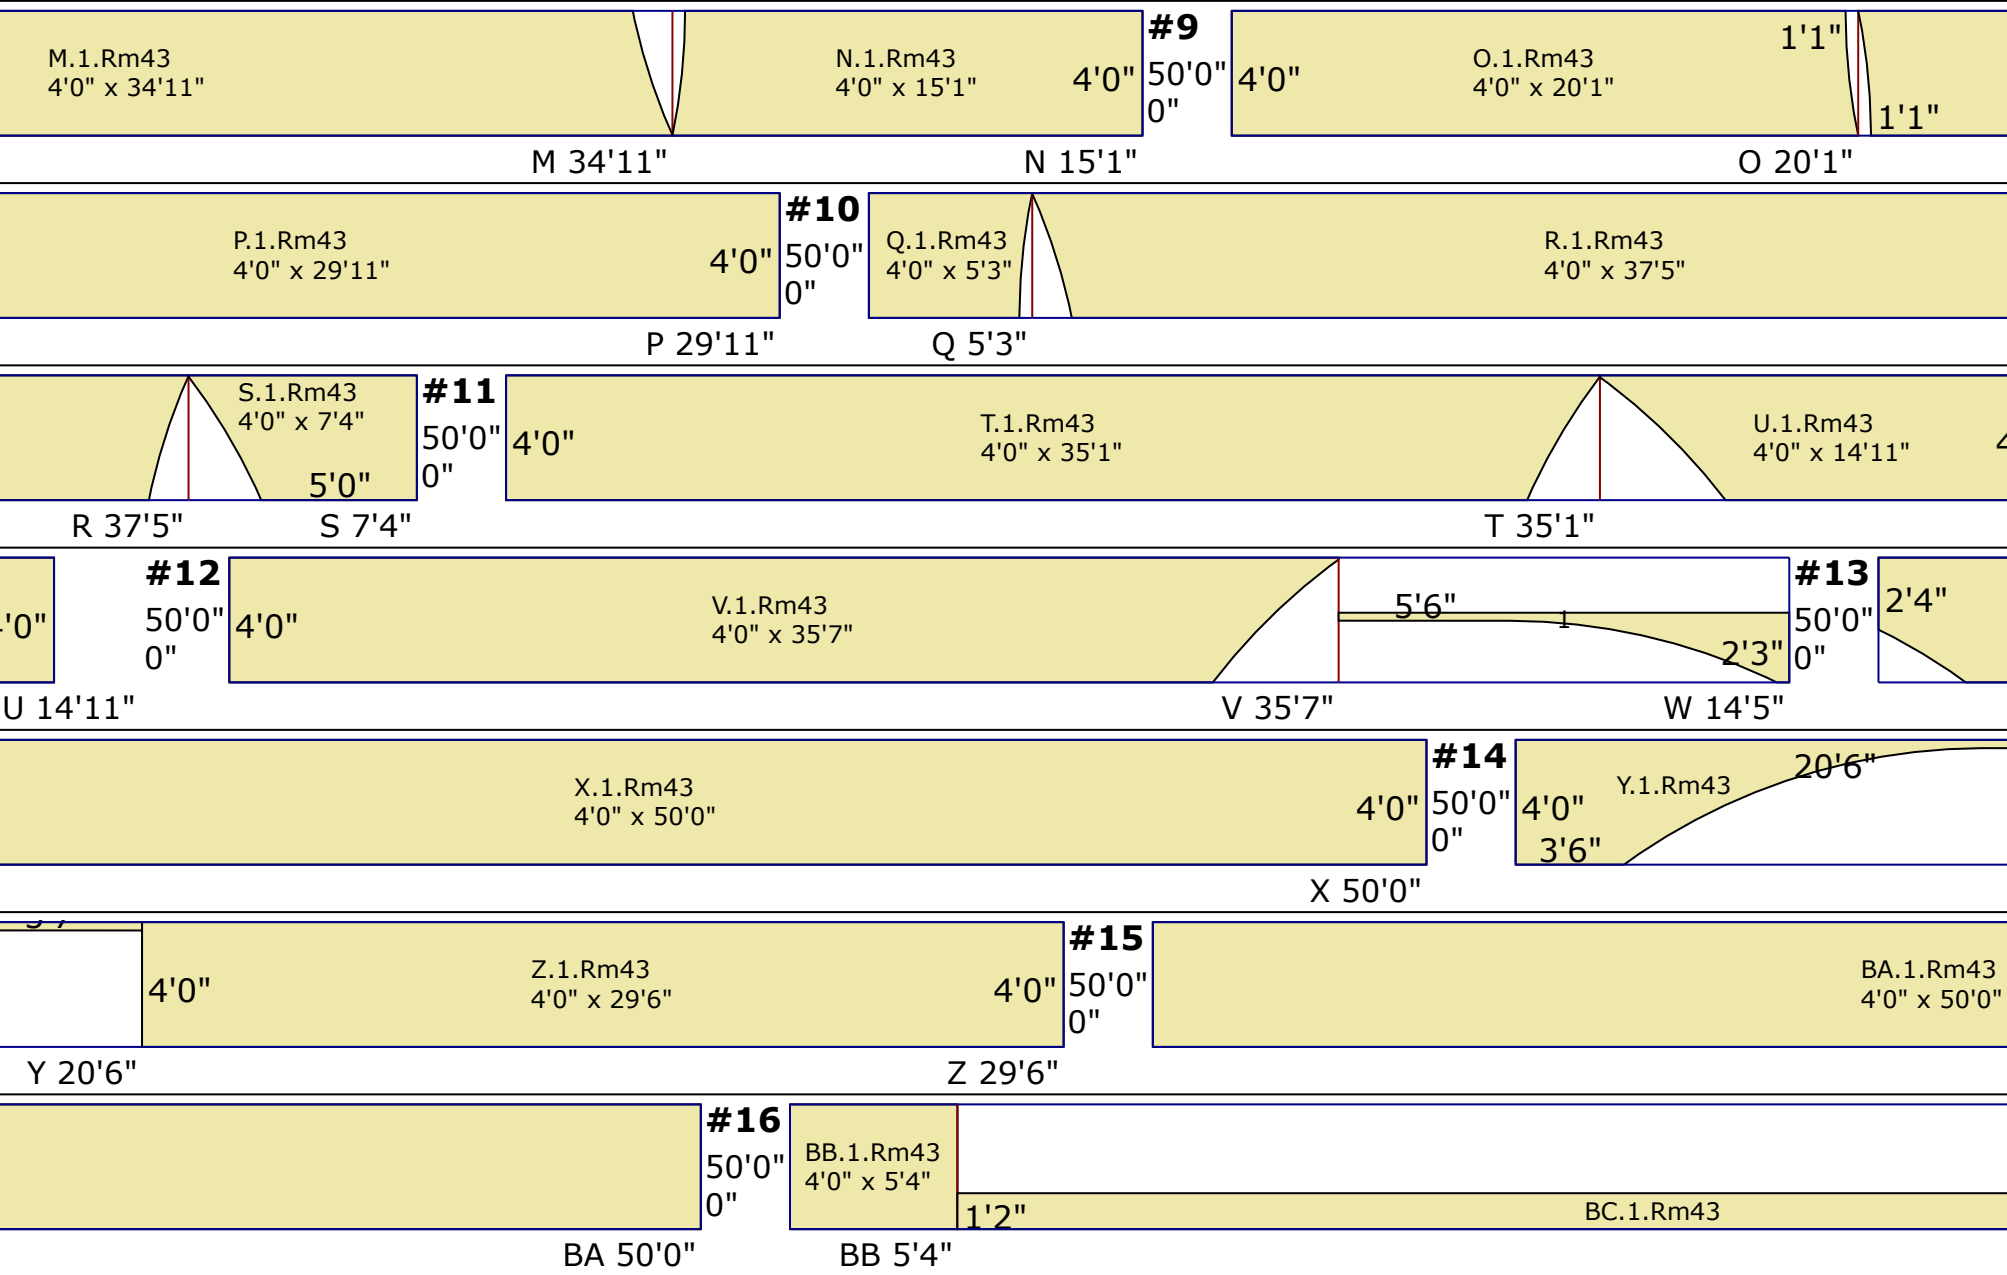 M.1.Rm43
4'0" x 34'11"
N.1.Rm43
4'0" x 15'1"
4'0"
#9
50'0"
0"
4'0"
O.1.Rm43
4'0" x 20'1"
1'1"
1'1"
M 34'11"
N 15'1"
O 20'1"
P.1.Rm43
4'0" x 29'11"
4'0"
#10
50'0"
0"
Q.1.Rm43
4'0" x 5'3"
R.1.Rm43
4'0" x 37'5"
P 29'11"
Q 5'3"
S.1.Rm43
4'0" x 7'4"
5'0"
#11
50'0"
0"
4'0"
T.1.Rm43
4'0" x 35'1"
U.1.Rm43
4'0" x 14'11"
R 37'5"
S 7'4"
T 35'1"
#12
50'0"
0"
4'0"
V.1.Rm43
4'0" x 35'7"
5'6"
1
2'3"
#13
50'0"
0"
2'4"
U 14'11"
V 35'7"
W 14'5"
X.1.Rm43
4'0" x 50'0"
4'0"
#14
50'0"
0"
4'0"
3'6"
Y.1.Rm43
20'6"
X 50'0"
4'0"
Z.1.Rm43
4'0" x 29'6"
4'0"
#15
50'0"
0"
BA.1.Rm43
4'0" x 50'0"
Y 20'6"
Z 29'6"
#16
50'0"
0"
BB.1.Rm43
4'0" x 5'4"
1'2"
BC.1.Rm43
BA 50'0"
BB 5'4"